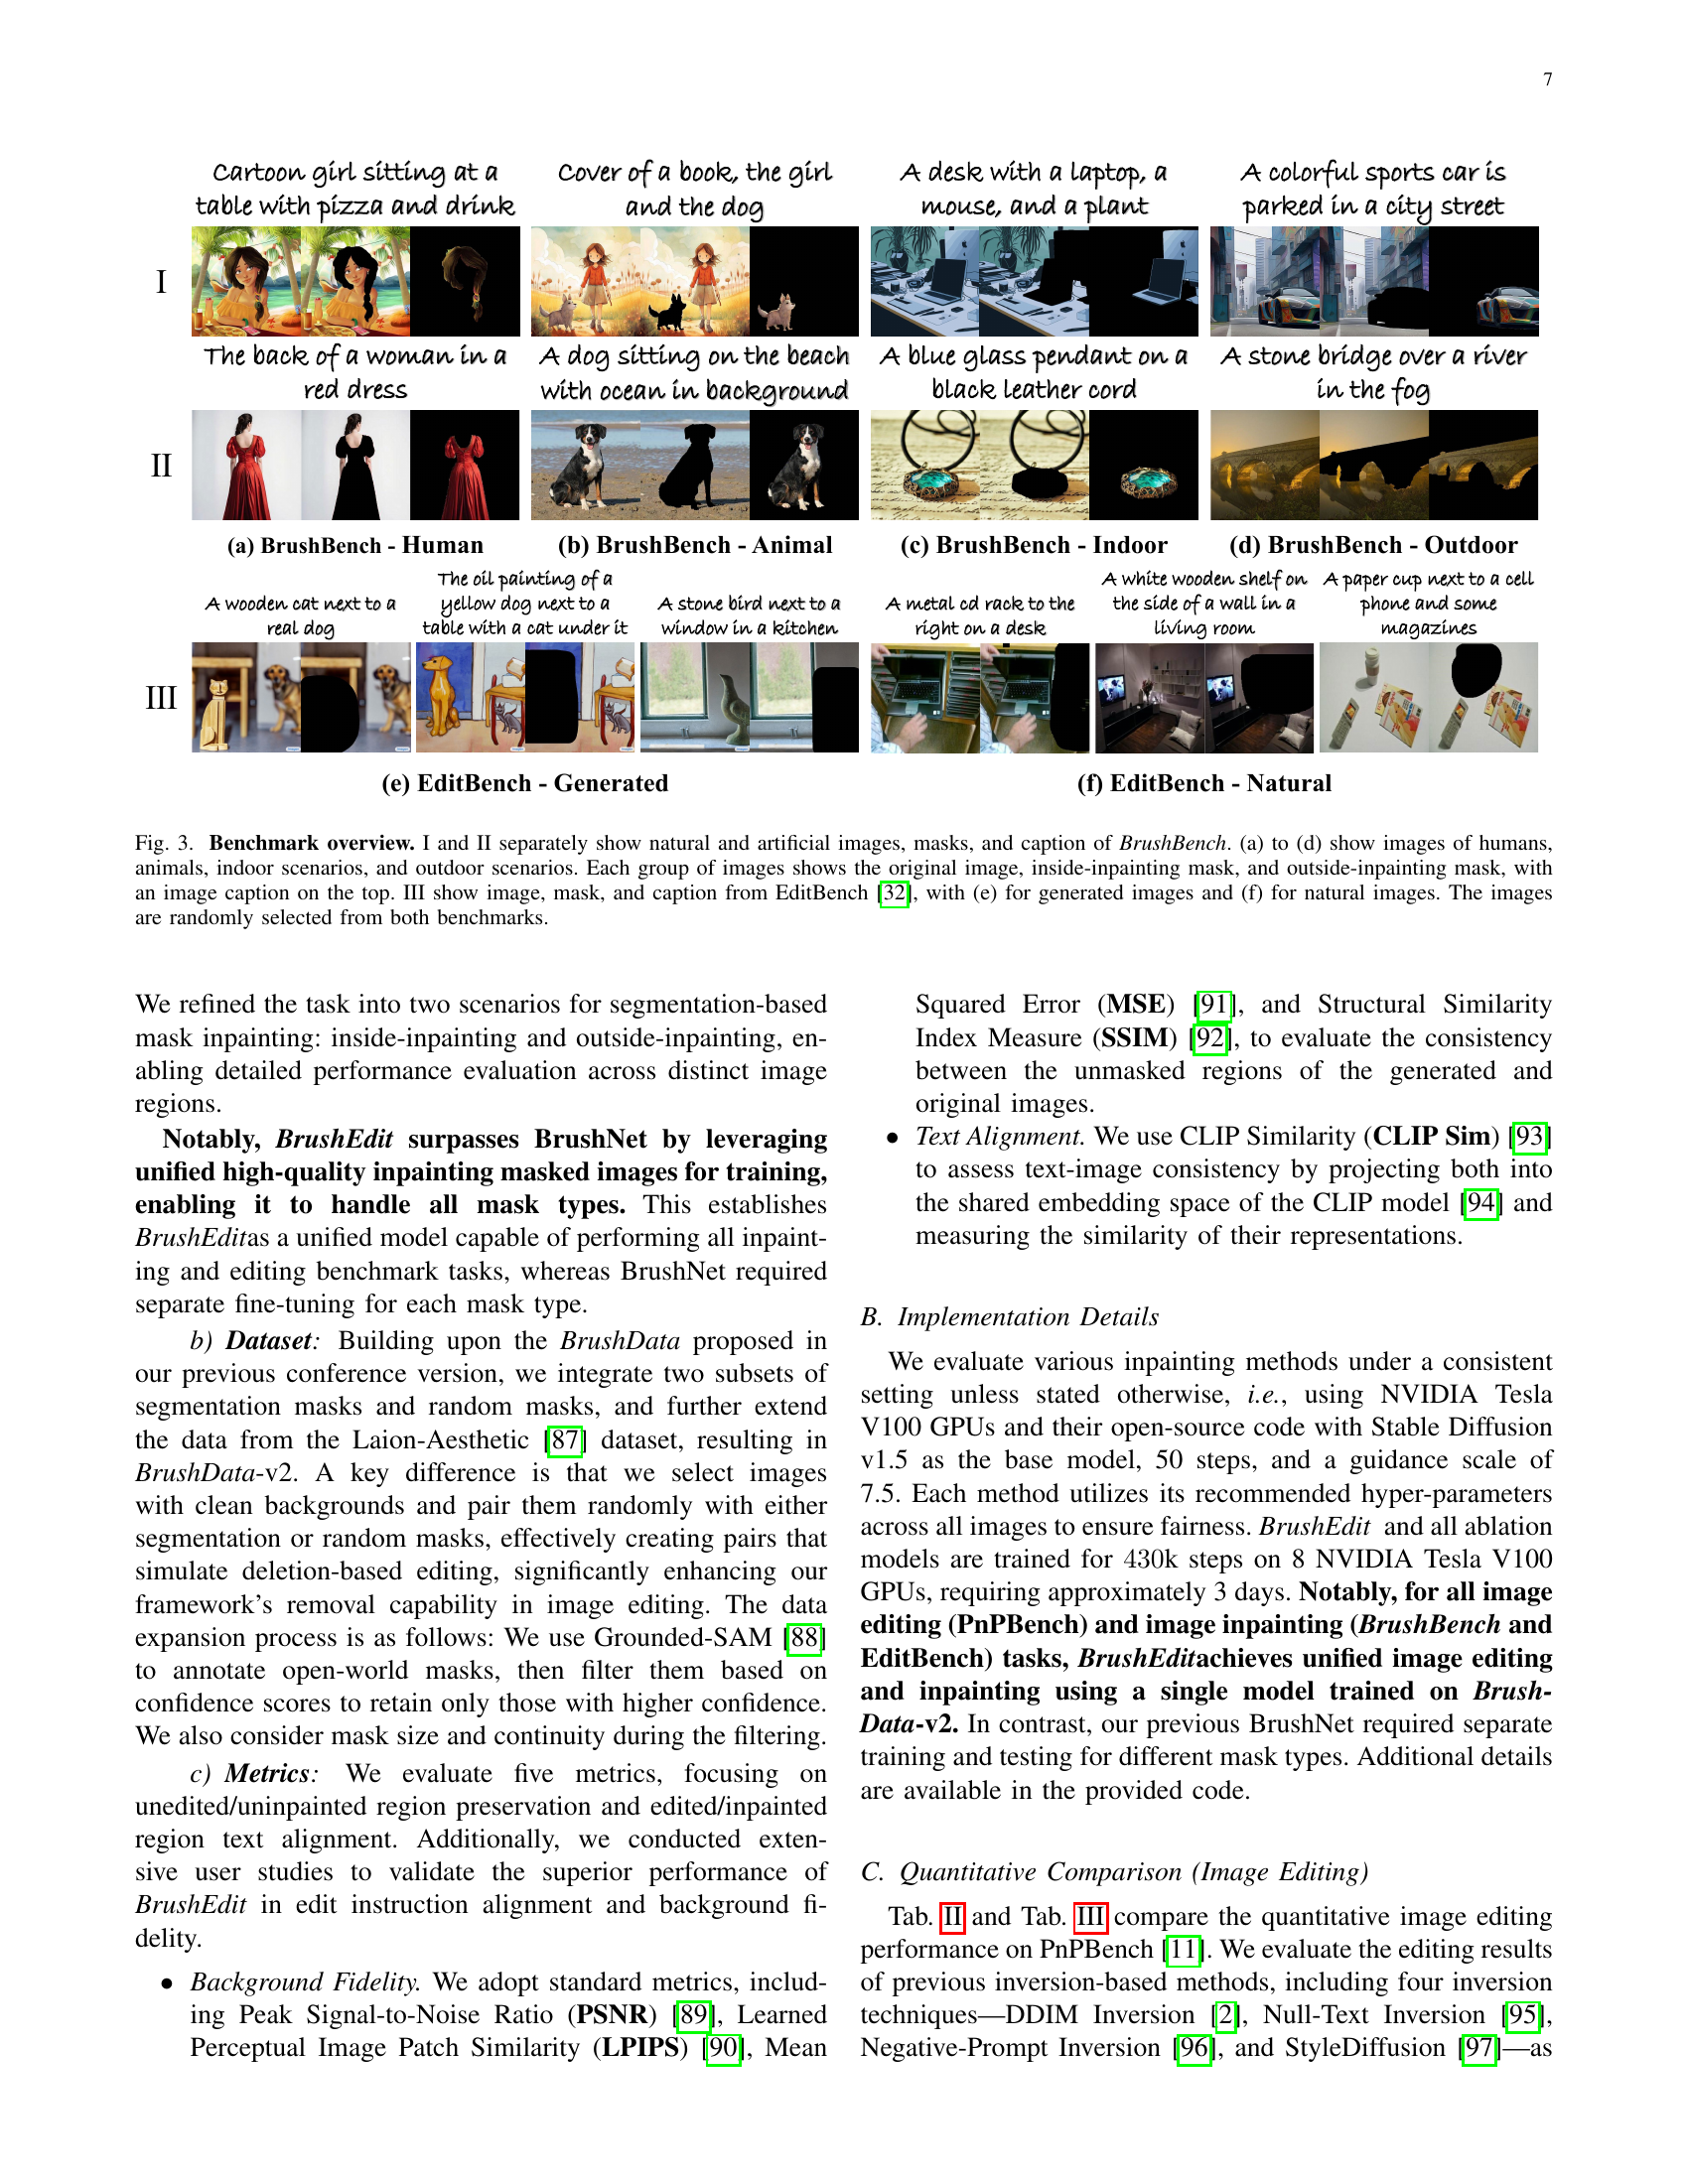 7
Cartoon girl sitting at a
table with pizza and drink
Cover of a book, the girl
and the dog
A desk with a laptop, a
mouse, and a plant
A colorful sports car is
parked in a city street
I
The back of a woman in a
red dress
A dog sitting on the beach
with ocean in background
A blue glass pendant on a
black leather cord
A stone bridge over a river
in the fog
II
(a) BrushBench - Human
(b) BrushBench - Animal
(c) BrushBench - Indoor
(d) BrushBench - Outdoor
A wooden cat next to a
real dog
The oil painting of a
yellow dog next to a
table with a cat under it
A stone bird next to a
window in a kitchen
A metal cd rack to the
right on a desk
A white wooden shelf on
the side of a wall in a
living room
A paper cup next to a cell
phone and some
magazines
III
(e) EditBench - Generated
(f) EditBench - Natural
Fig. 3. Benchmark overview. I and II separately show natural and artificial images, masks, and caption of BrushBench. (a) to (d) show images of humans,
animals, indoor scenarios, and outdoor scenarios. Each group of images shows the original image, inside-inpainting mask, and outside-inpainting mask, with
an image caption on the top. III show image, mask, and caption from EditBench [32], with (e) for generated images and (f) for natural images. The images
are randomly selected from both benchmarks.
We refined the task into two scenarios for segmentation-based
mask inpainting: inside-inpainting and outside-inpainting, en-
abling detailed performance evaluation across distinct image
regions.
Notably, BrushEdit surpasses BrushNet by leveraging
unified high-quality inpainting masked images for training,
enabling it to handle all mask types. This establishes
BrushEditas a unified model capable of performing all inpaint-
ing and editing benchmark tasks, whereas BrushNet required
separate fine-tuning for each mask type.
b) Dataset: Building upon the BrushData proposed in
our previous conference version, we integrate two subsets of
segmentation masks and random masks, and further extend
the data from the Laion-Aesthetic [87] dataset, resulting in
BrushData-v2. A key difference is that we select images
with clean backgrounds and pair them randomly with either
segmentation or random masks, effectively creating pairs that
simulate deletion-based editing, significantly enhancing our
framework's removal capability in image editing. The data
expansion process is as follows: We use Grounded-SAM [88]
to annotate open-world masks, then filter them based on
confidence scores to retain only those with higher confidence.
We also consider mask size and continuity during the filtering.
c) Metrics: We evaluate five metrics, focusing on
unedited/uninpainted region preservation and edited/inpainted
region text alignment. Additionally, we conducted exten-
sive user studies to validate the superior performance of
BrushEdit in edit instruction alignment and background fi-
delity.
• Background Fidelity. We adopt standard metrics, includ-
ing Peak Signal-to-Noise Ratio (PSNR) [89], Learned
Perceptual Image Patch Similarity (LPIPS) [90], Mean
Squared Error (MSE) [91], and Structural Similarity
Index Measure (SSIM) [92], to evaluate the consistency
between the unmasked regions of the generated and
original images.
• Text Alignment. We use CLIP Similarity (CLIP Sim) [93]
to assess text-image consistency by projecting both into
the shared embedding space of the CLIP model [94] and
measuring the similarity of their representations.
B. Implementation Details
We evaluate various inpainting methods under a consistent
setting unless stated otherwise, i.e., using NVIDIA Tesla
V100 GPUs and their open-source code with Stable Diffusion
v1.5 as the base model, 50 steps, and a guidance scale of
7.5. Each method utilizes its recommended hyper-parameters
across all images to ensure fairness. BrushEdit and all ablation
models are trained for 430k steps on 8 NVIDIA Tesla V100
GPUs, requiring approximately 3 days. Notably, for all image
editing (PnPBench) and image inpainting (BrushBench and
EditBench) tasks, BrushEditachieves unified image editing
and inpainting using a single model trained on Brush-
Data-v2. In contrast, our previous BrushNet required separate
training and testing for different mask types. Additional details
are available in the provided code.
C. Quantitative Comparison (Image Editing)
Tab. II and Tab. III compare the quantitative image editing
performance on PnPBench [11]. We evaluate the editing results
of previous inversion-based methods, including four inversion
techniques—DDIM Inversion [2], Null-Text Inversion [95],
Negative-Prompt Inversion [96], and StyleDiffusion [97]—as